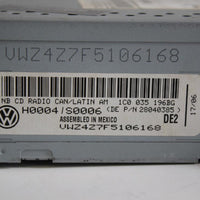 VWZ4Z7F5106168
NB CD RADIO CAN/LATIN AM 1C0 035 196BG
H0004/S0006 (DE P/N 28040385)
ASSEMBLED IN MEXICO DE2
VWZ4Z7F5106168
17/06